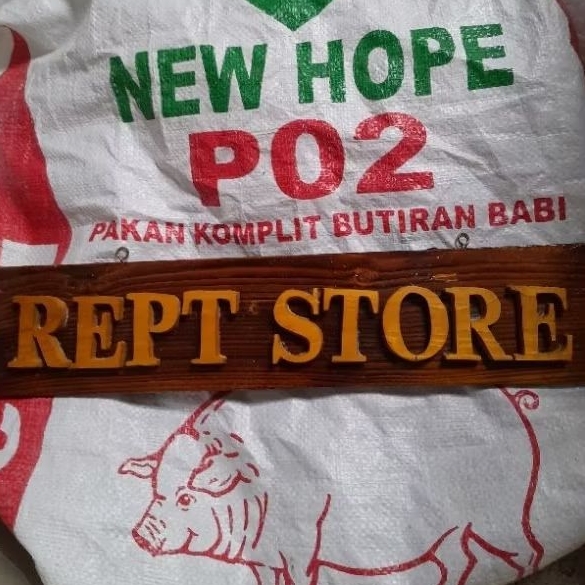 NEW HOPE
P02
PAKAN KOMPLIT BUTIRAN BABI
REPT STORE